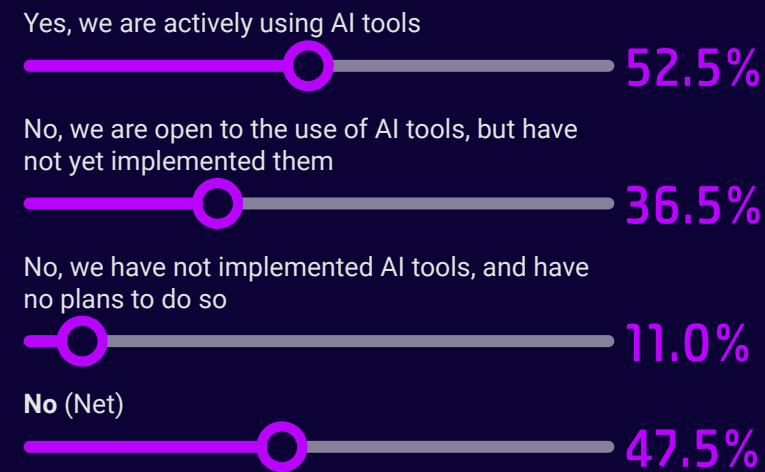 Yes, we are actively using AI tools
52.5%
No, we are open to the use of AI tools, but have
not yet implemented them
36.5%
No, we have not implemented AI tools, and have
no plans to do so
11.0%
No (Net)
47.5%